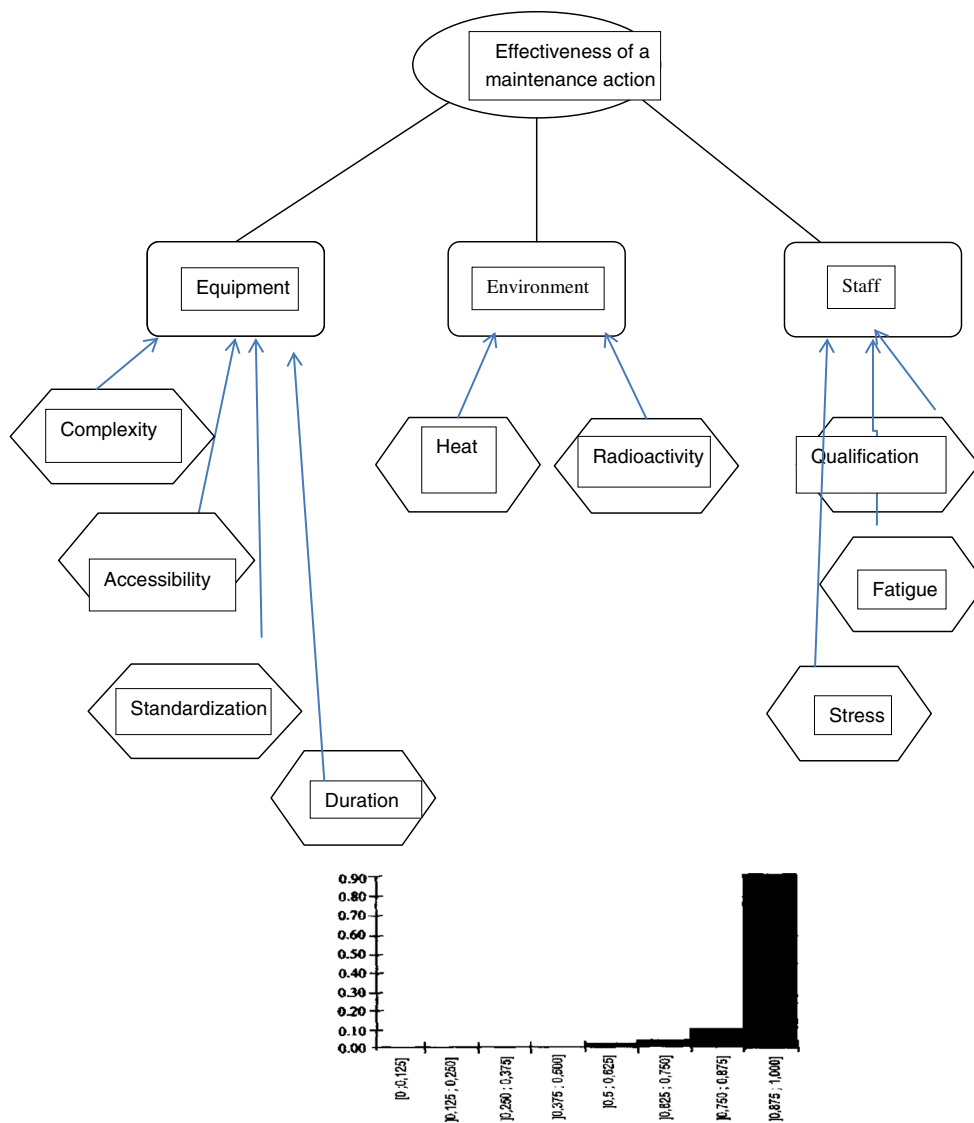 Effectiveness of a
maintenance action
Equipment
Environment
Staff
Complexity
Heat
Radioactivity
Qualification
Accessibility
Fatigue
Standardization
Stress
Duration
0.90
0.80
0.70
0.60
0.50
0.40
0.30
0.20
0.10
0.00
[0 ;0,125]
]0,125 ; 0,250]
]0,250 ; 0,375]
]0,375 ; 0,500]
]0,5 ; 0,625]
]0,625 ; 0,750]
]0,750 ; 0,875]
]0,875 ; 1,000]